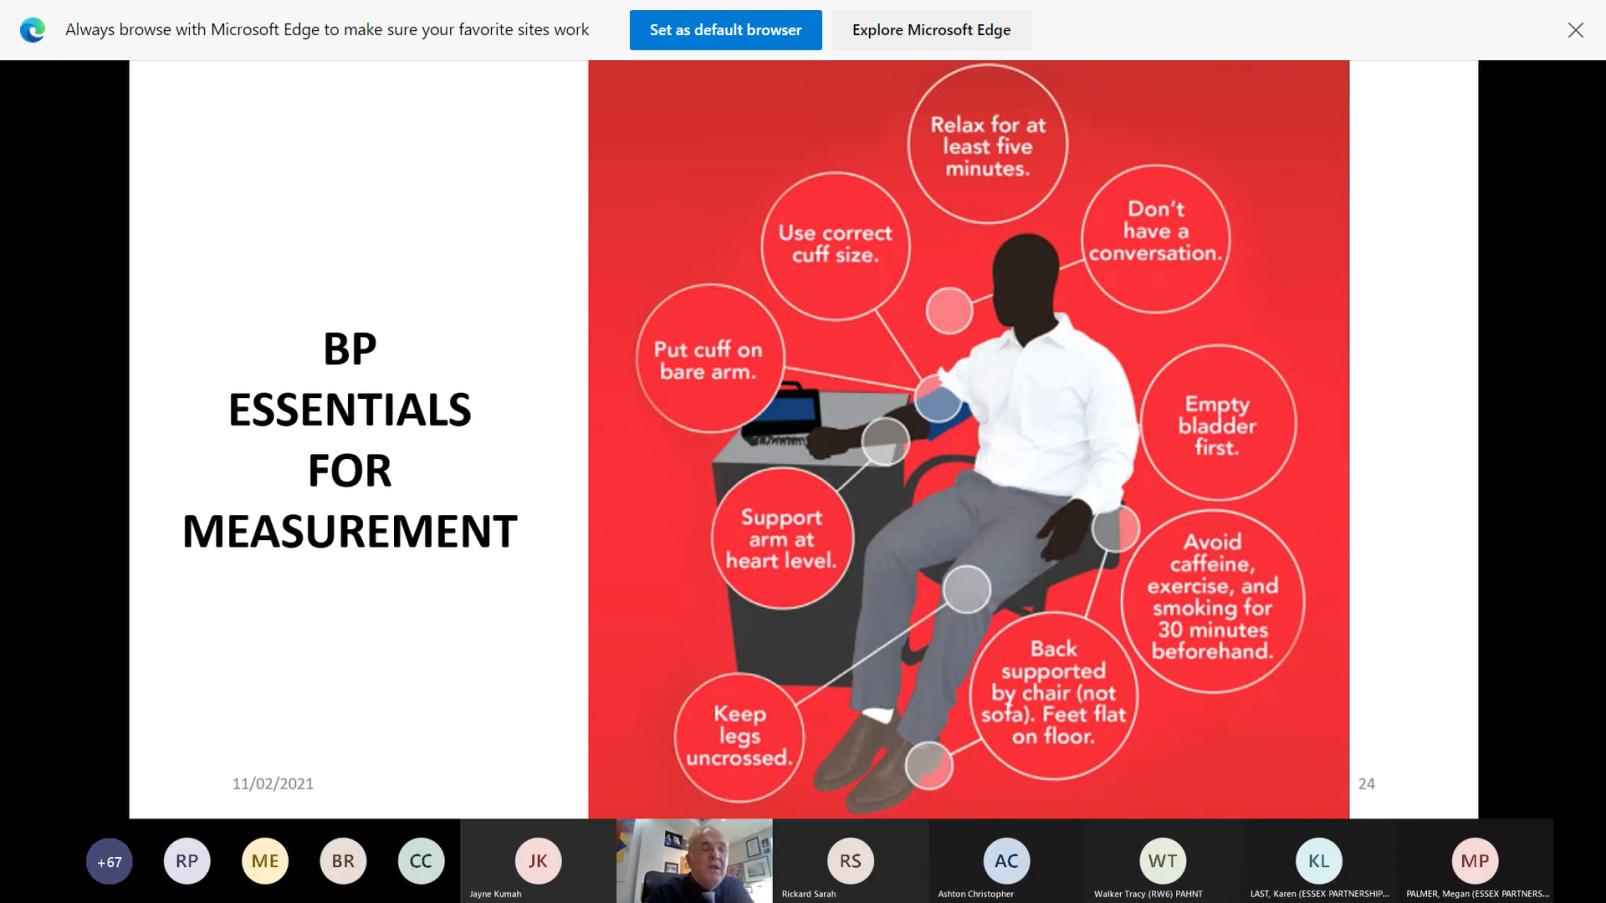 Always browse with Microsoft Edge to make sure your favorite sites work
Set as default browser
Explore Microsoft Edge
BP
ESSENTIALS
FOR
MEASUREMENT
Relax for at
least five
minutes.
Use correct
cuff size.
Don't
have a
conversation.
Put cuff on
bare arm.
Empty
bladder
first.
Support
arm at
heart level.
Avoid
caffeine,
exercise, and
smoking for
30 minutes
beforehand.
Back
supported
by chair (not
sofa). Feet flat
on floor.
Keep
legs
uncrossed.
11/02/2021
24
+67
RP
ME
BR
CC
JK
Jayne Kumah
RS
Rickard Sarah
AC
Ashton Christopher
WT
Walker Tracy (RW6) PAHNT
KL
LAST, Karen (ESSEX PARTNERSHIP...
MP
PALMER, Megan (ESSEX PARTNERS...